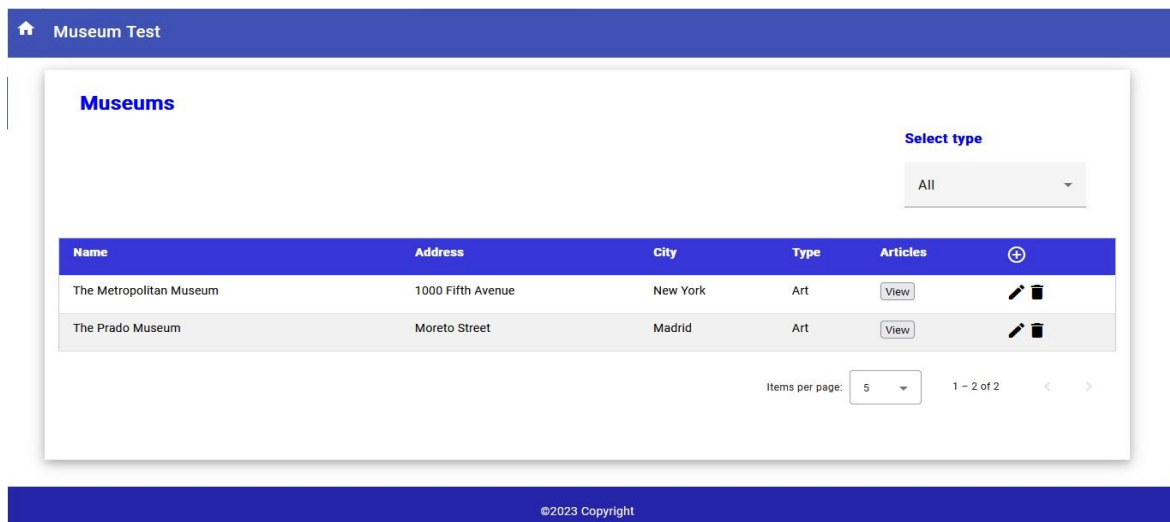 Museum Test
Museums
Select type
All
Name Address City Type Articles
The Metropolitan Museum 1000 Fifth Avenue New York Art View
The Prado Museum Moreto Street Madrid Art View
Items per page: 5 1 – 2 of 2
©2023 Copyright